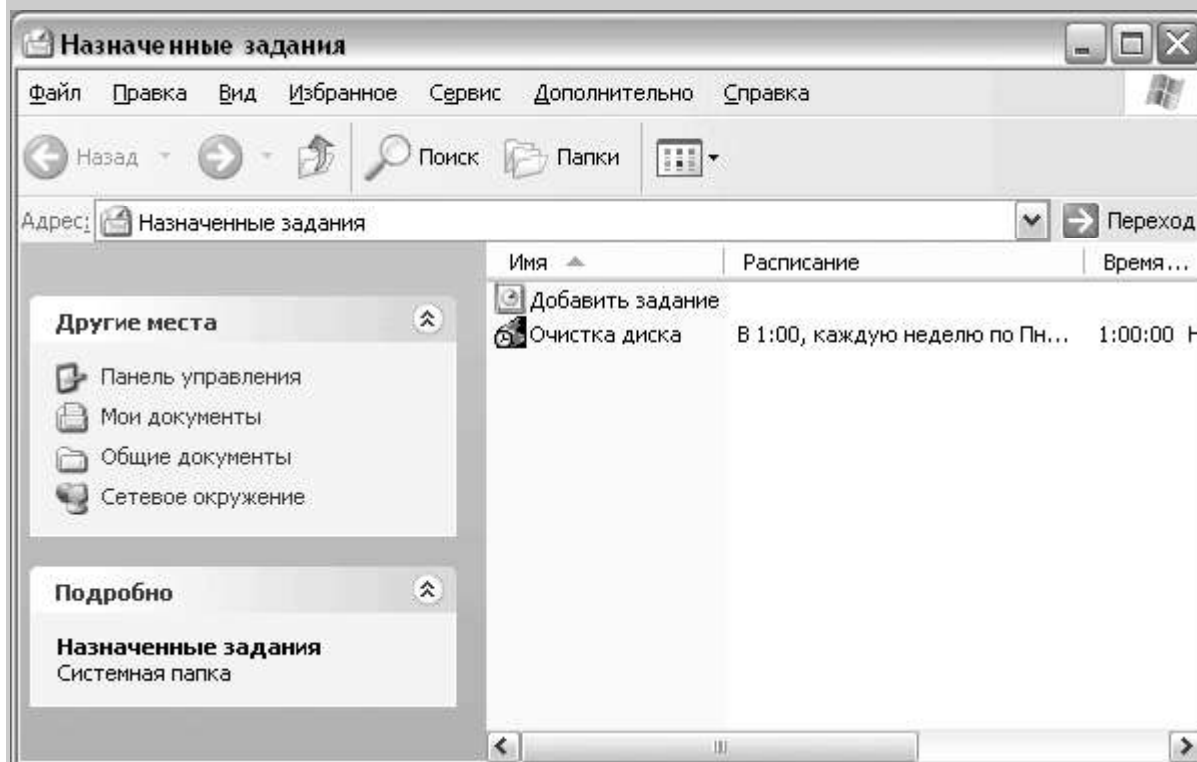 Назначенные задания
Файл Правка Вид Избранное Сервис Дополнительно Справка
Назад Поиск Папки
Адрес: Назначенные задания Переход
Имя Расписание Время...
Добавить задание
Очистка диска В 1:00, каждую неделю по Пн... 1:00:00
Другие места
Панель управления
Мои документы
Общие документы
Сетевое окружение
Подробно
Назначенные задания
Системная папка